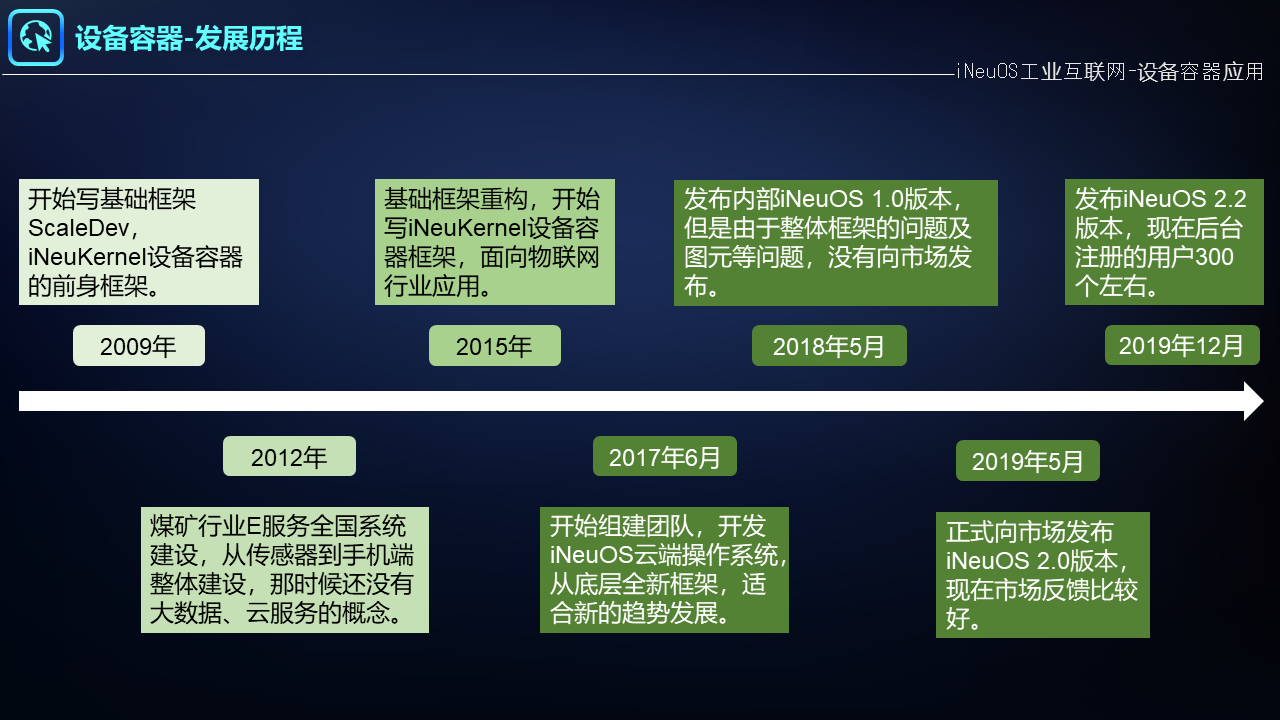 设备容器-发展历程
iNeuOS工业互联网-设备容器应用
开始写基础框架
ScaleDev，
iNeuKernel设备容器
的前身框架。
2009年
基础框架重构，开始
写iNeuKernel设备容
器框架，面向物联网
行业应用。
2015年
发布内部iNeuOS 1.0版本，
但是由于整体框架的问题及
图元等问题，没有向市场发
布。
2018年5月
发布iNeuOS 2.2
版本，现在后台
注册的用户300
个左右。
2019年12月
2012年
煤矿行业E服务全国系统
建设，从传感器到手机端
整体建设，那时候还没有
大数据、云服务的概念。
2017年6月
开始组建团队，开发
iNeuOS云端操作系统，
从底层全新框架，适
合新的趋势发展。
2019年5月
正式向市场发布
iNeuOS 2.0版本，
现在市场反馈比较
好。